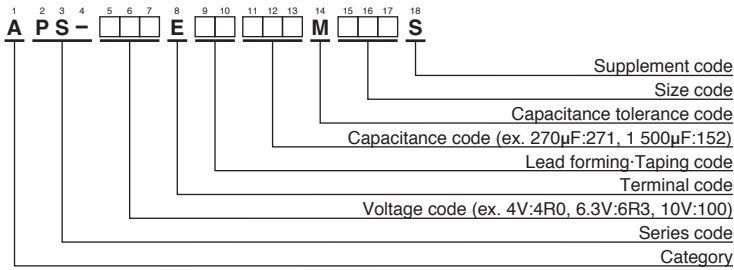 1 2 3 4 5 6 7 8 9 10 11 12 13 14 15 16 17 18
A PS- E M S
Supplement code
Size code
Capacitance tolerance code
Capacitance code (ex. 270μF:271, 1 500μF:152)
Lead forming·Taping code
Terminal code
Voltage code (ex. 4V:4R0, 6.3V:6R3, 10V:100)
Series code
Category